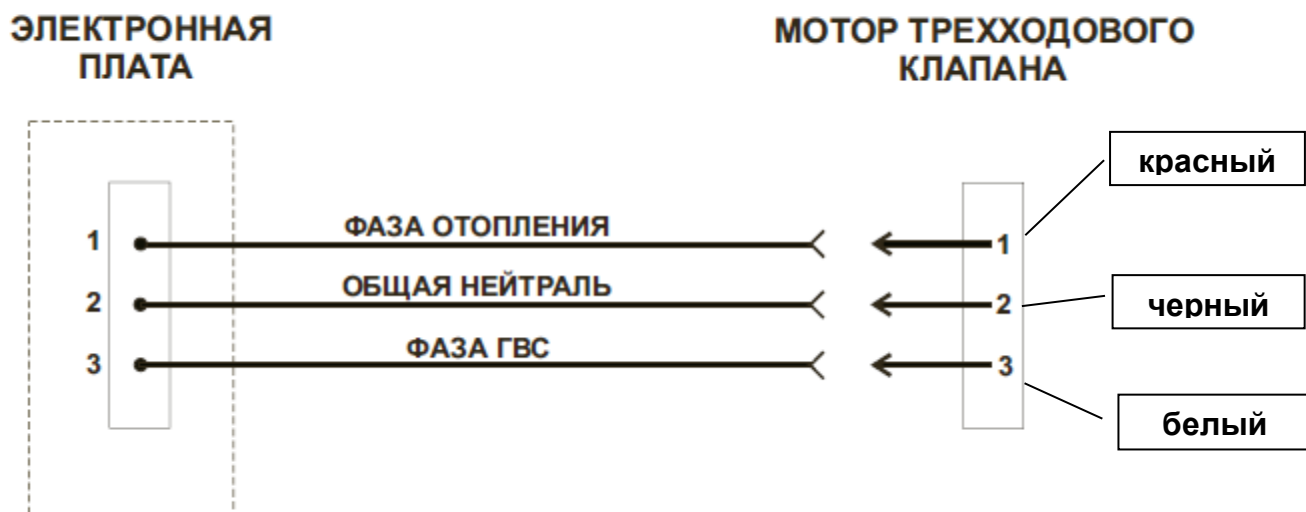 ЭЛЕКТРОННАЯ
ПЛАТА
МОТОР ТРЕХХОДОВОГО
КЛАПАНА
красный
1 ФАЗА ОТОПЛЕНИЯ 1
2 ОБЩАЯ НЕЙТРАЛЬ 2
черный
3 ФАЗА ГВС 3
белый